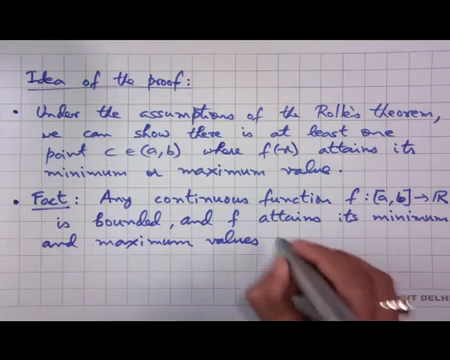 Idea of the proof:
• Under the assumptions of the Rolle's theorem,
we can show there is at least one
point c ∈ (a, b) where f(x) attains its
minimum or maximum value.
• Fact: Any continuous function f: [a, b] → ℝ
is bounded, and f attains its minimum
and maximum values
DELHI